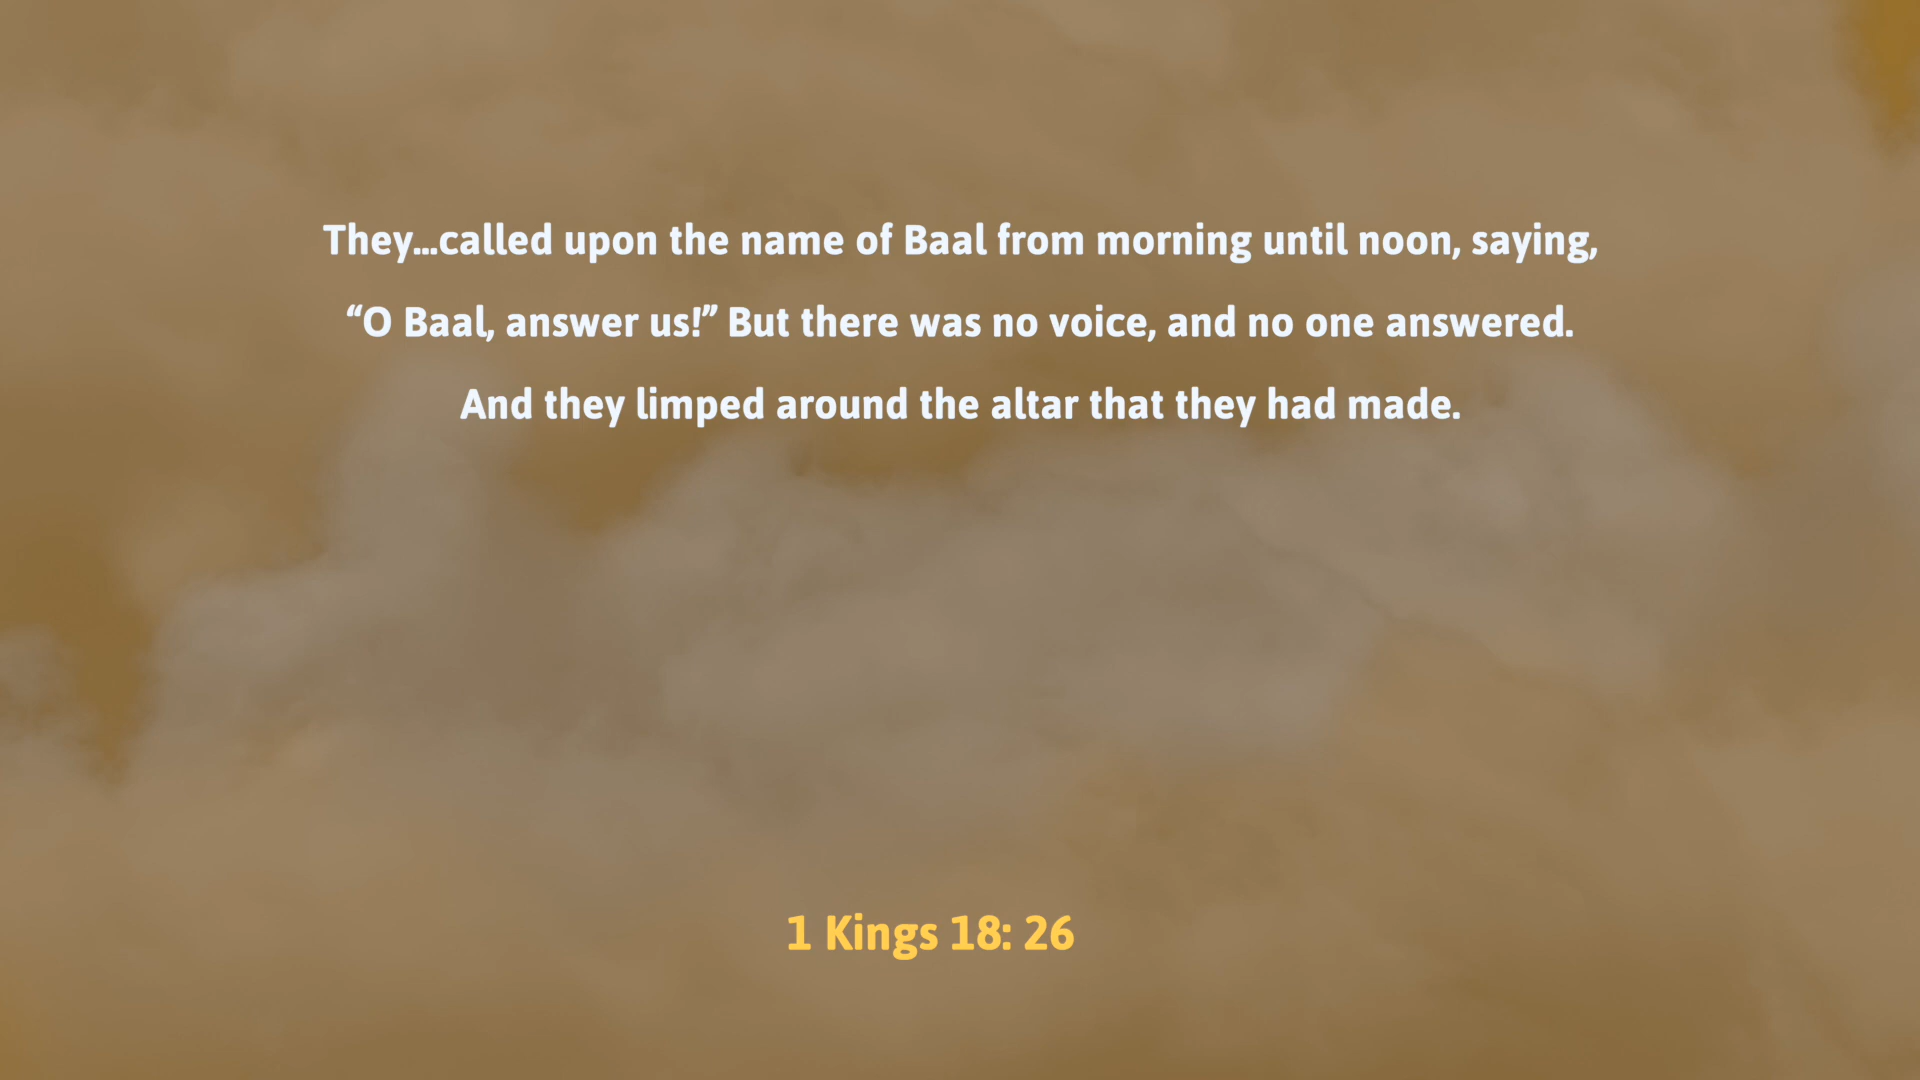 They...called upon the name of Baal from morning until noon, saying,
“O Baal, answer us!” But there was no voice, and no one answered.
And they limped around the altar that they had made.
1 Kings 18: 26